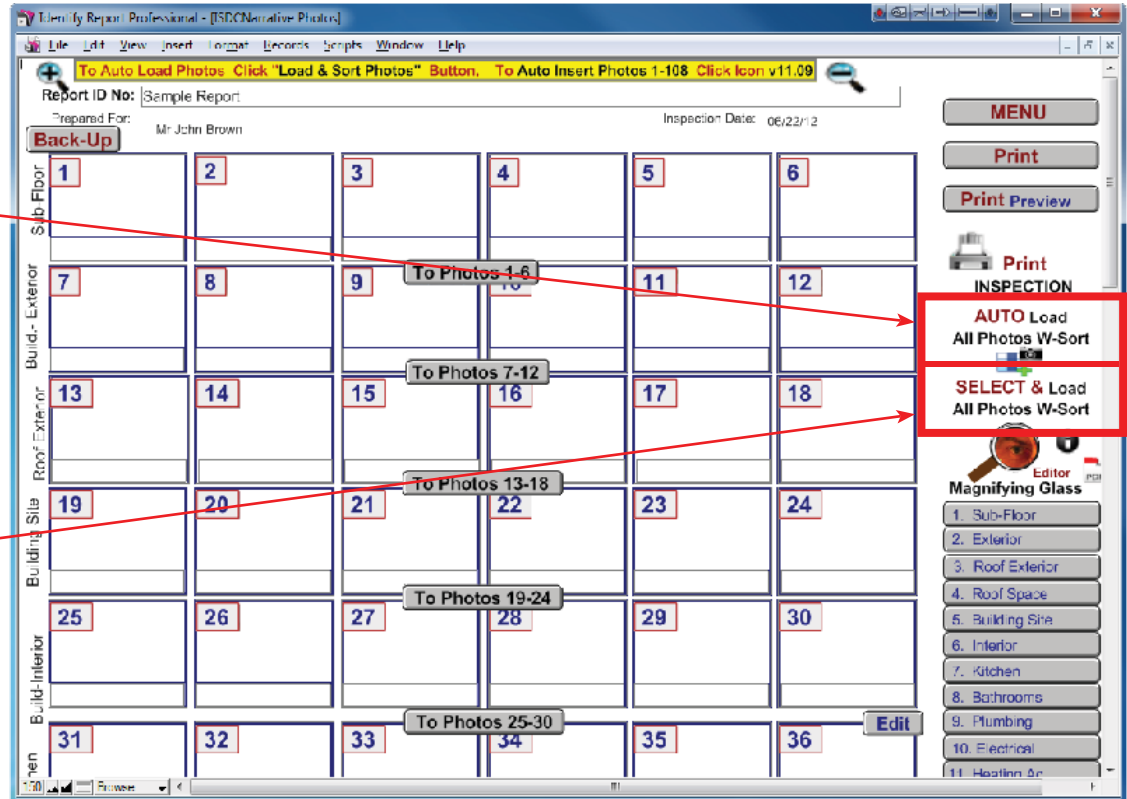 Identify Report Professional - [ISDCNarrative Photos]
File Edit View Insert Format Records Scripts Window Help
To Auto Load Photos Click "Load & Sort Photos" Button, To Auto Insert Photos 1-108 Click Icon v11.09
Report ID No: Sample Report
Prepared For: Mr John Brown
Inspection Date: 06/22/12
Back-Up
MENU
Print
Print Preview
Print
INSPECTION
AUTO Load
All Photos W-Sort
SELECT & Load
All Photos W-Sort
Editor
PDF
Magnifying Glass
1. Sub-Floor
2. Exterior
3. Roof Exterior
4. Roof Space
5. Building Site
6. Interior
7. Kitchen
8. Bathrooms
9. Plumbing
10. Electrical
11. Heating Ac
Sub-Floor
1 2 3 4 5 6
To Photos 1-6
Build.- Exterior
7 8 9 10 11 12
To Photos 7-12
Roof Exterior
13 14 15 16 17 18
To Photos 13-18
Building Site
19 20 21 22 23 24
To Photos 19-24
Build-Interior
25 26 27 28 29 30
To Photos 25-30
Edit
31 32 33 34 35 36
150 Browse